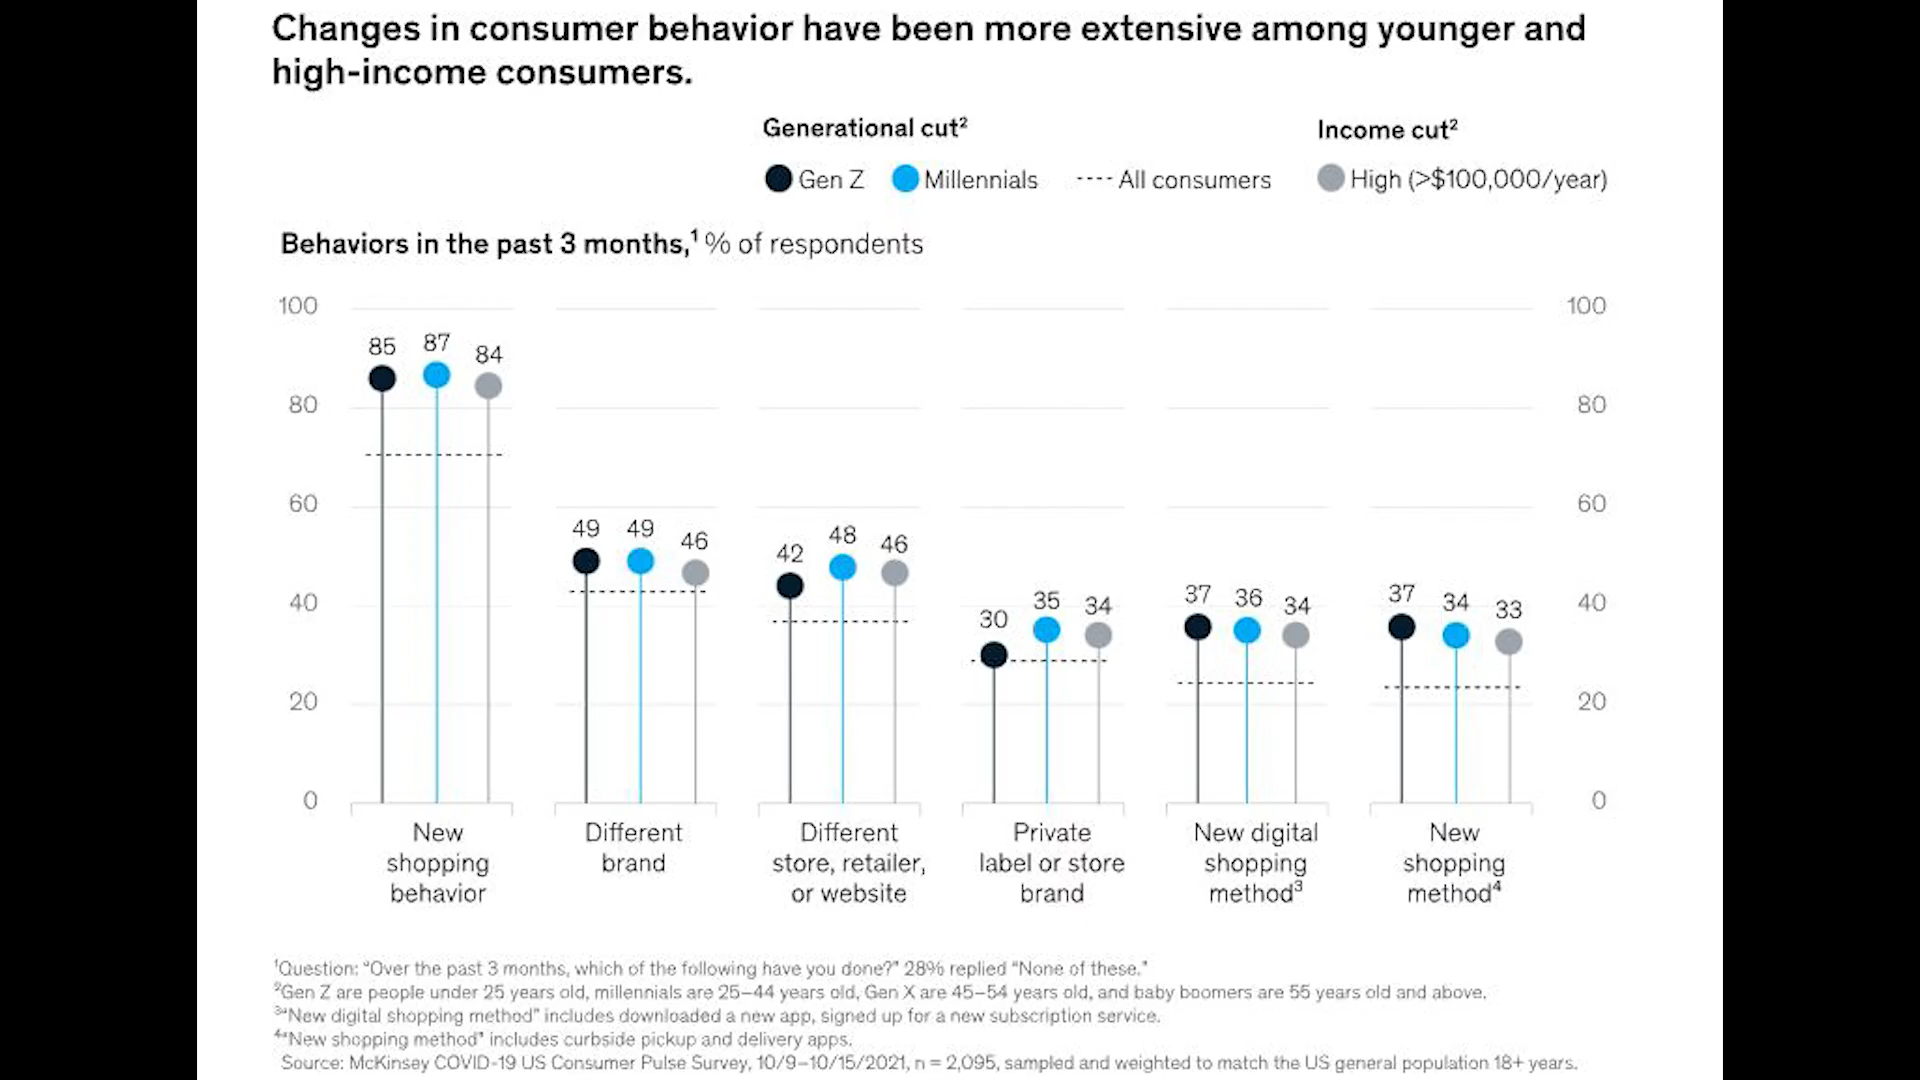 Changes in consumer behavior have been more extensive among younger and
high-income consumers.
Generational cut²
Income cut²
Gen Z
Millennials
All consumers
High (>$100,000/year)
Behaviors in the past 3 months,¹ % of respondents
100
80
60
40
20
0
85
87
84
49
49
46
42
48
46
30
35
34
37
36
34
37
34
33
100
80
60
40
20
0
New
shopping
behavior
Different
brand
Different
store, retailer,
or website
Private
label or store
brand
New digital
shopping
method³
New
shopping
method⁴
¹Question: "Over the past 3 months, which of the following have you done?" 28% replied "None of these."
²Gen Z are people under 25 years old, millennials are 25–44 years old, Gen X are 45–54 years old, and baby boomers are 55 years old and above.
³"New digital shopping method" includes downloaded a new app, signed up for a new subscription service.
⁴"New shopping method" includes curbside pickup and delivery apps.
Source: McKinsey COVID-19 US Consumer Pulse Survey, 10/9–10/15/2021, n = 2,095, sampled and weighted to match the US general population 18+ years.